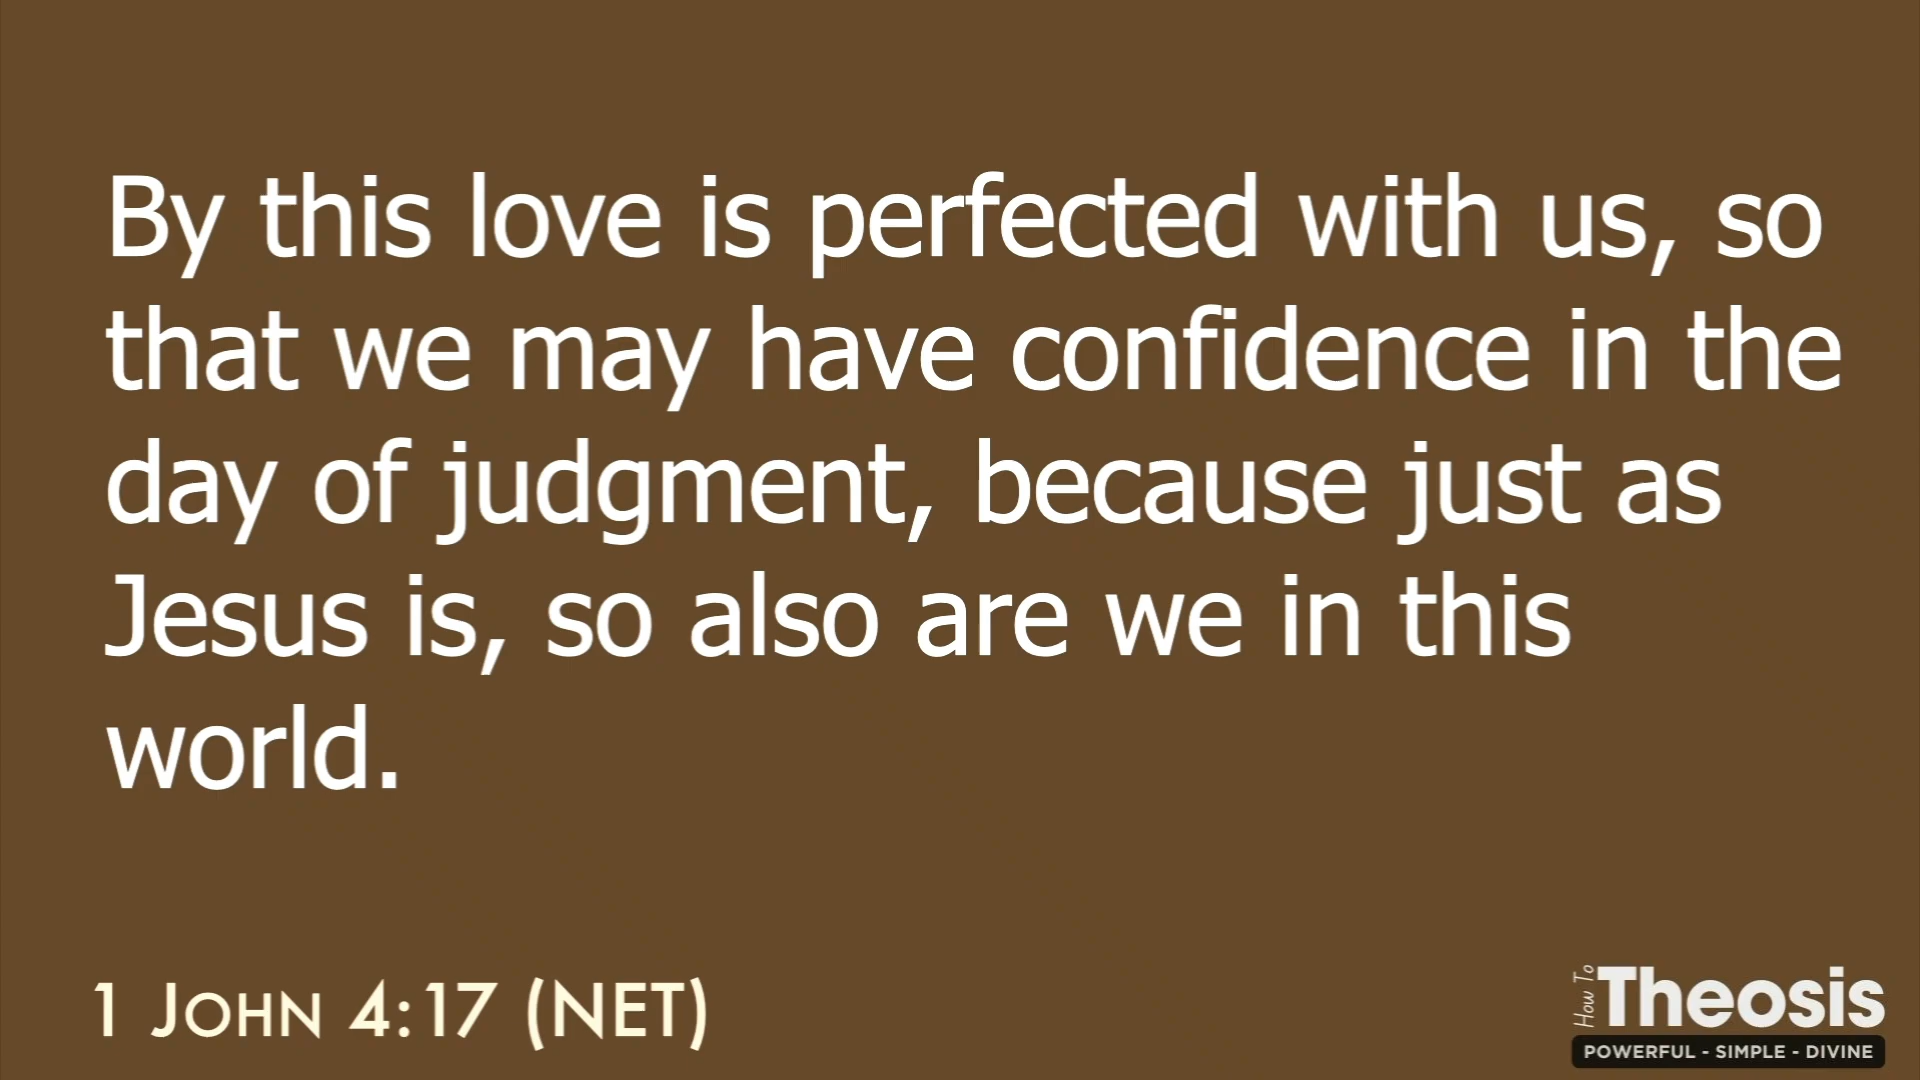 By this love is perfected with us, so
that we may have confidence in the
day of judgment, because just as
Jesus is, so also are we in this
world.
1 John 4:17 (NET)
How To
Theosis
POWERFUL - SIMPLE - DIVINE